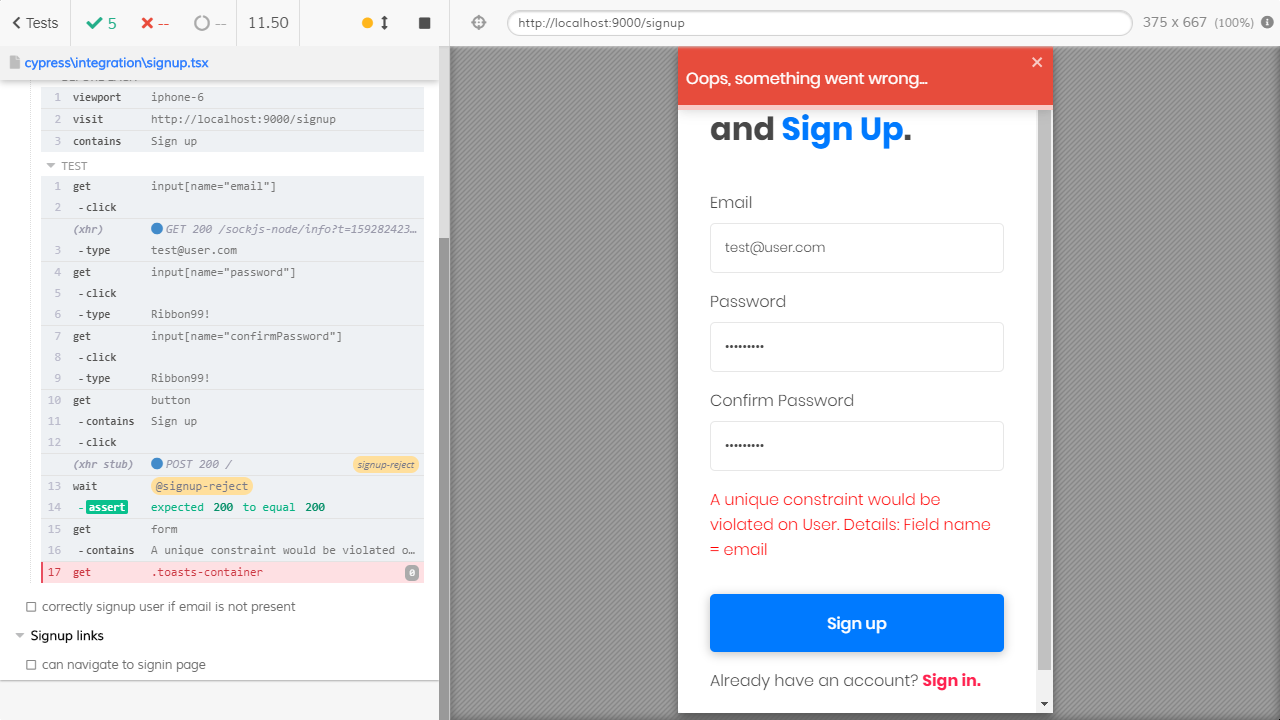 Tests
5
--
--
11.50
http://localhost:9000/signup
375 x 667 (100%)
cypress\integration\signup.tsx
1 viewport iphone-6
2 visit http://localhost:9000/signup
3 contains Sign up
TEST
1 get input[name="email"]
2 -click
(xhr) GET 200 /sockjs-node/info?t=159282423…
3 -type test@user.com
4 get input[name="password"]
5 -click
6 -type Ribbon99!
7 get input[name="confirmPassword"]
8 -click
9 -type Ribbon99!
10 get button
11 -contains Sign up
12 -click
(xhr stub) POST 200 / signup-reject
13 wait @signup-reject
14 -assert expected 200 to equal 200
15 get form
16 -contains A unique constraint would be violated o…
17 get .toasts-container 0
correctly signup user if email is not present
Signup links
can navigate to signin page
Oops, something went wrong...
and Sign Up.
Email
test@user.com
Password
•••••••••
Confirm Password
•••••••••
A unique constraint would be
violated on User. Details: Field name
= email
Sign up
Already have an account? Sign in.